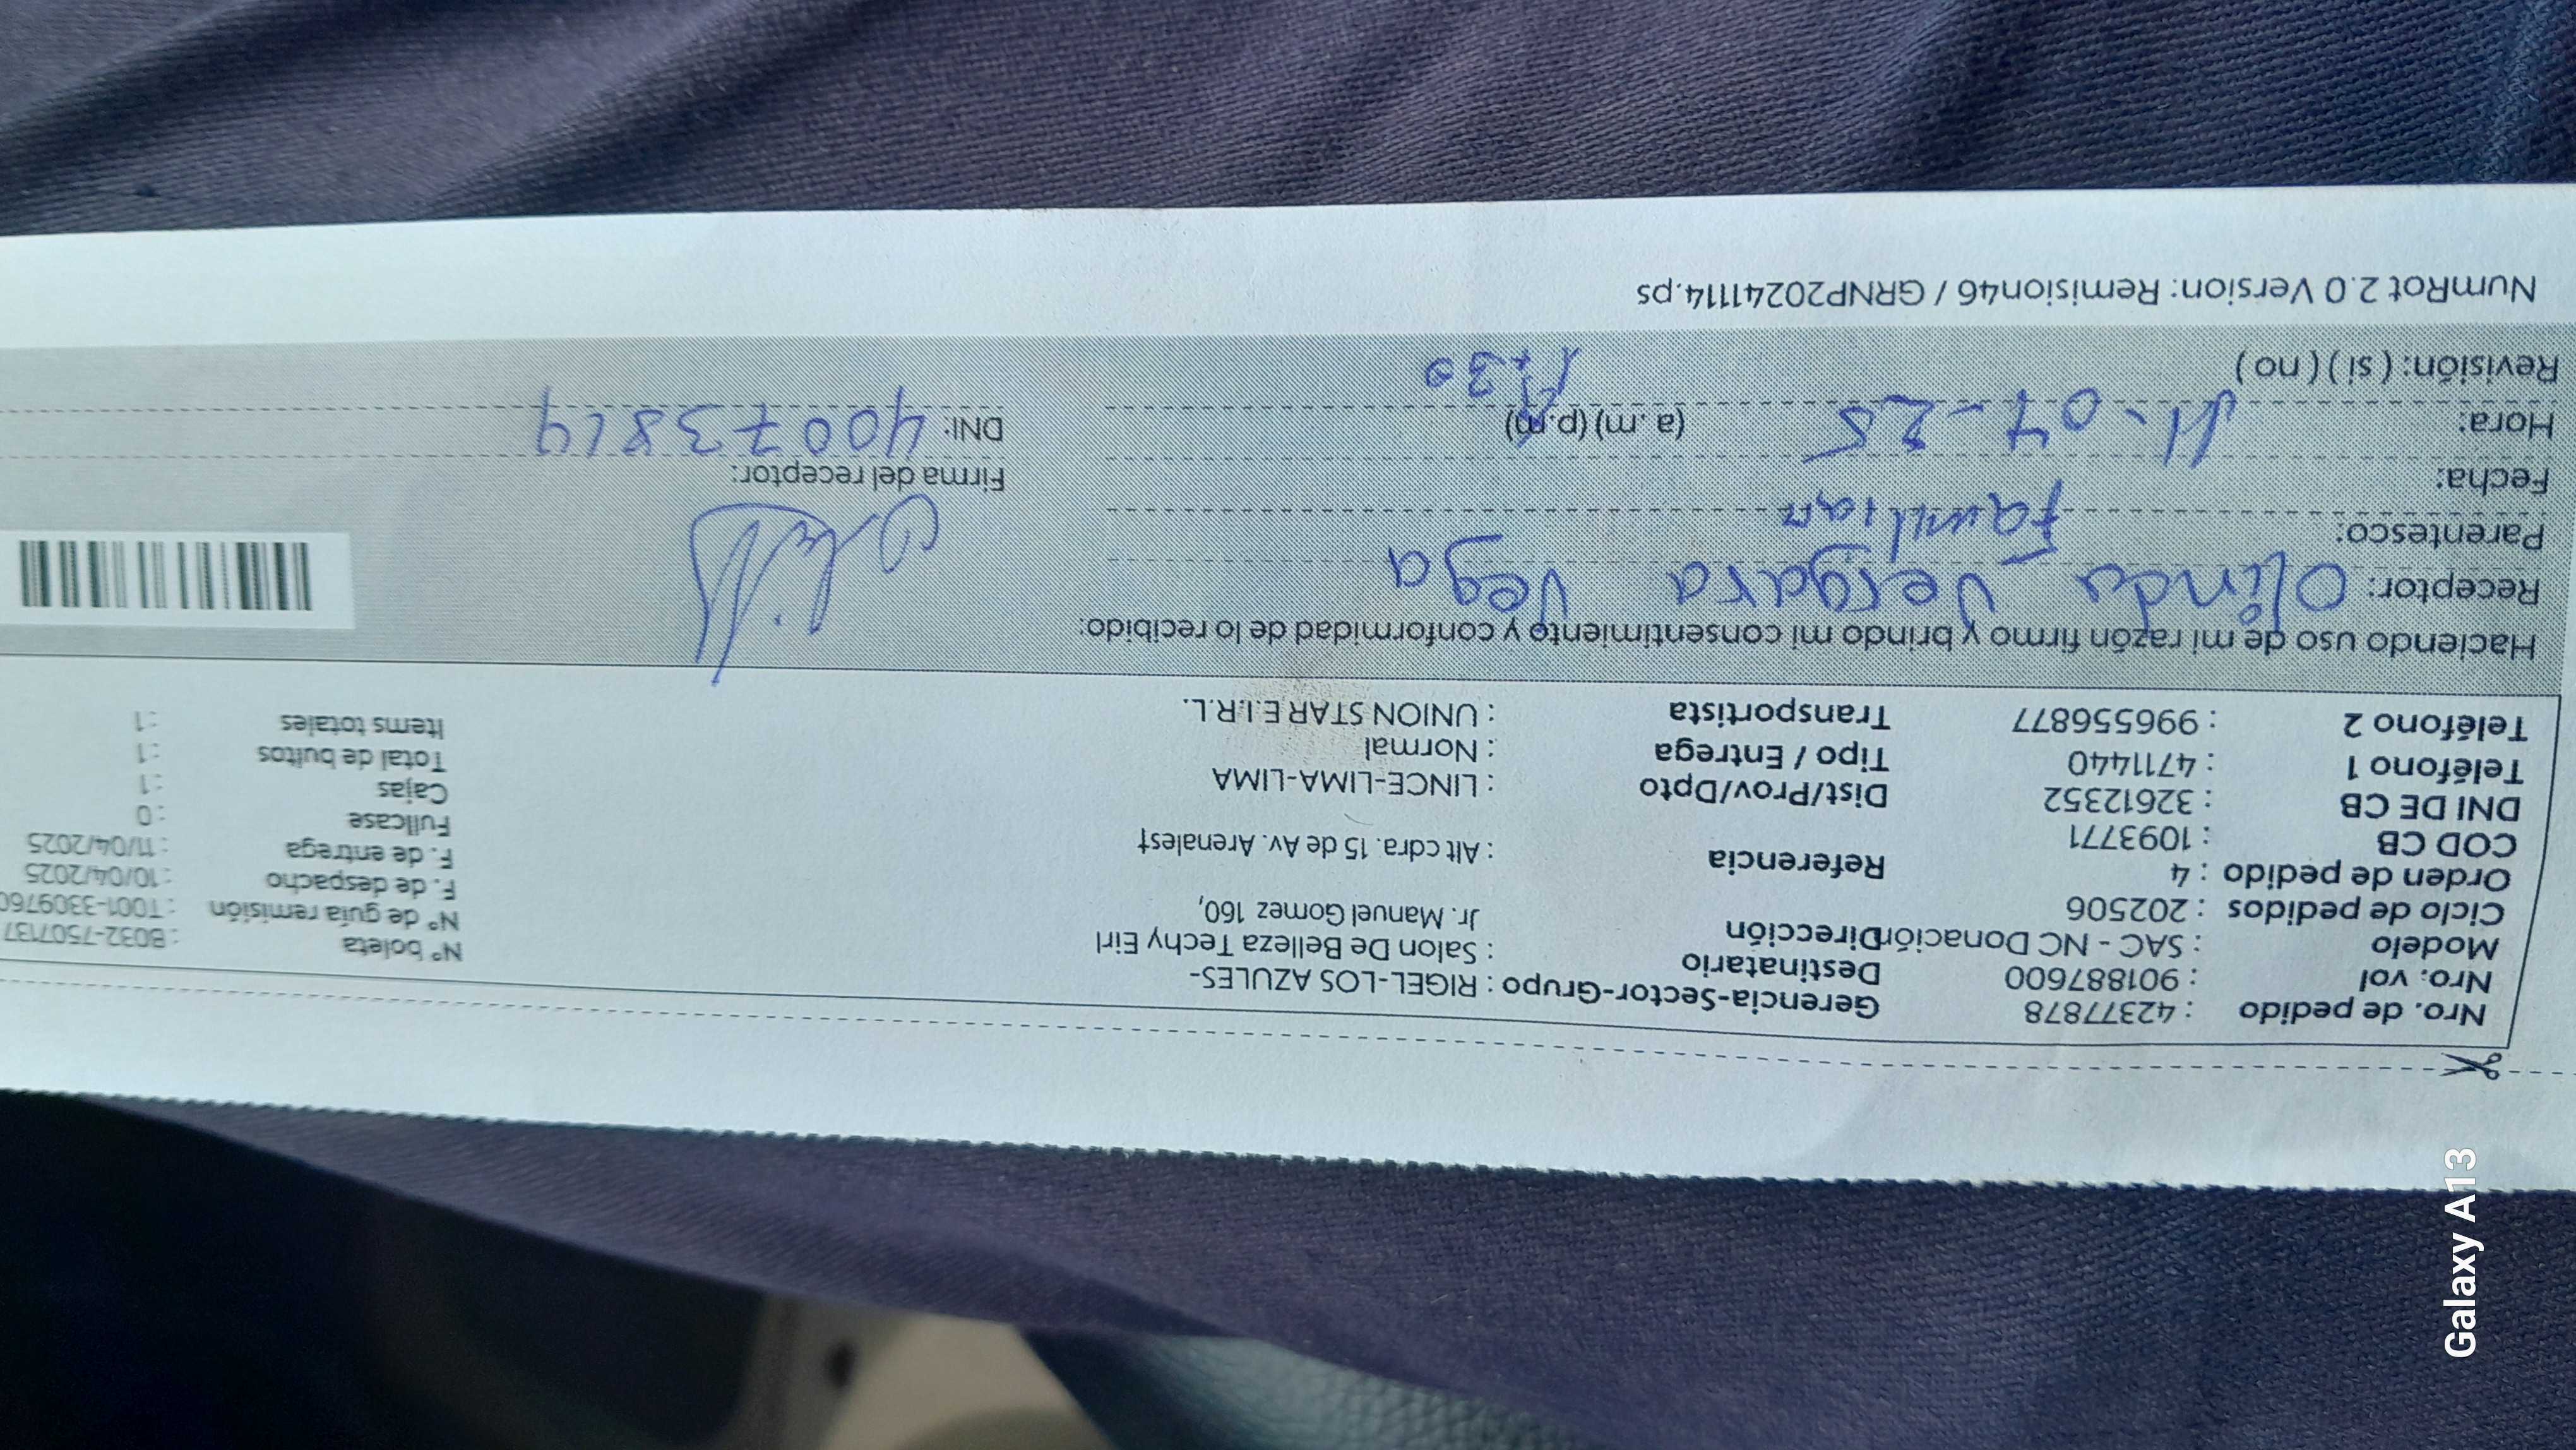 Nro. de pedido : 42377878 Gerencia-Sector-Grupo : RIGEL-LOS AZULES- Nº boleta : B032-7507137
Nro. vol : 901887600 Destinatario : Salon De Belleza Techy Eirl Nº de guía remisión : T001-3309760
Modelo : SAC - NC Donación Dirección Jr. Manuel Gomez 160, F. de despacho : 10/04/2025
Ciclo de pedidos : 202506 F. de entrega : 11/04/2025
Orden de pedido : 4 Referencia : Alt cdra. 15 de Av. Arenales† Fullcase : 0
COD CB : 1093771 Cajas : 1
DNI DE CB : 32612352 Dist/Prov/Dpto : LINCE-LIMA-LIMA Total de bultos : 1
Teléfono 1 : 4711440 Tipo / Entrega : Normal Items totales : 1
Teléfono 2 : 996556877 Transportista : UNION STAR E.I.R.L.
Haciendo uso de mi razón firmo y brindo mi consentimiento y conformidad de lo recibido:
Receptor: Olinda Vergara Vega
Parentesco: Familiar
Fecha: 11-04-25 Firma del receptor:
Hora: (a. m) (p.m) DNI: 40073819
Revisión: ( si ) ( no )
NumRot 2.0 Version: Remision46 / GRNP20241114.ps
Galaxy A13